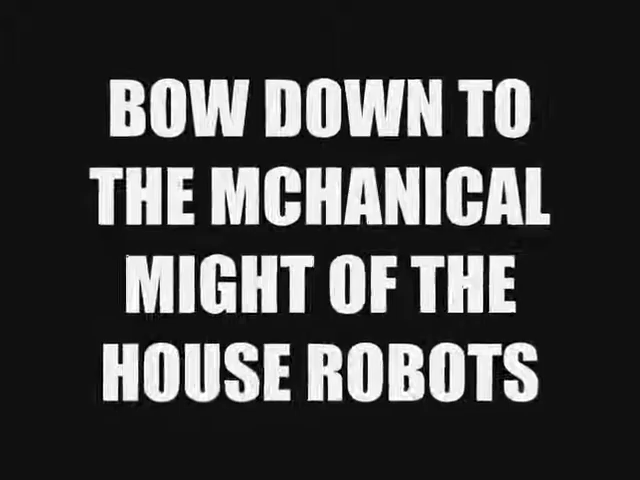 BOW DOWN TO
THE MCHANICAL
MIGHT OF THE
HOUSE ROBOTS